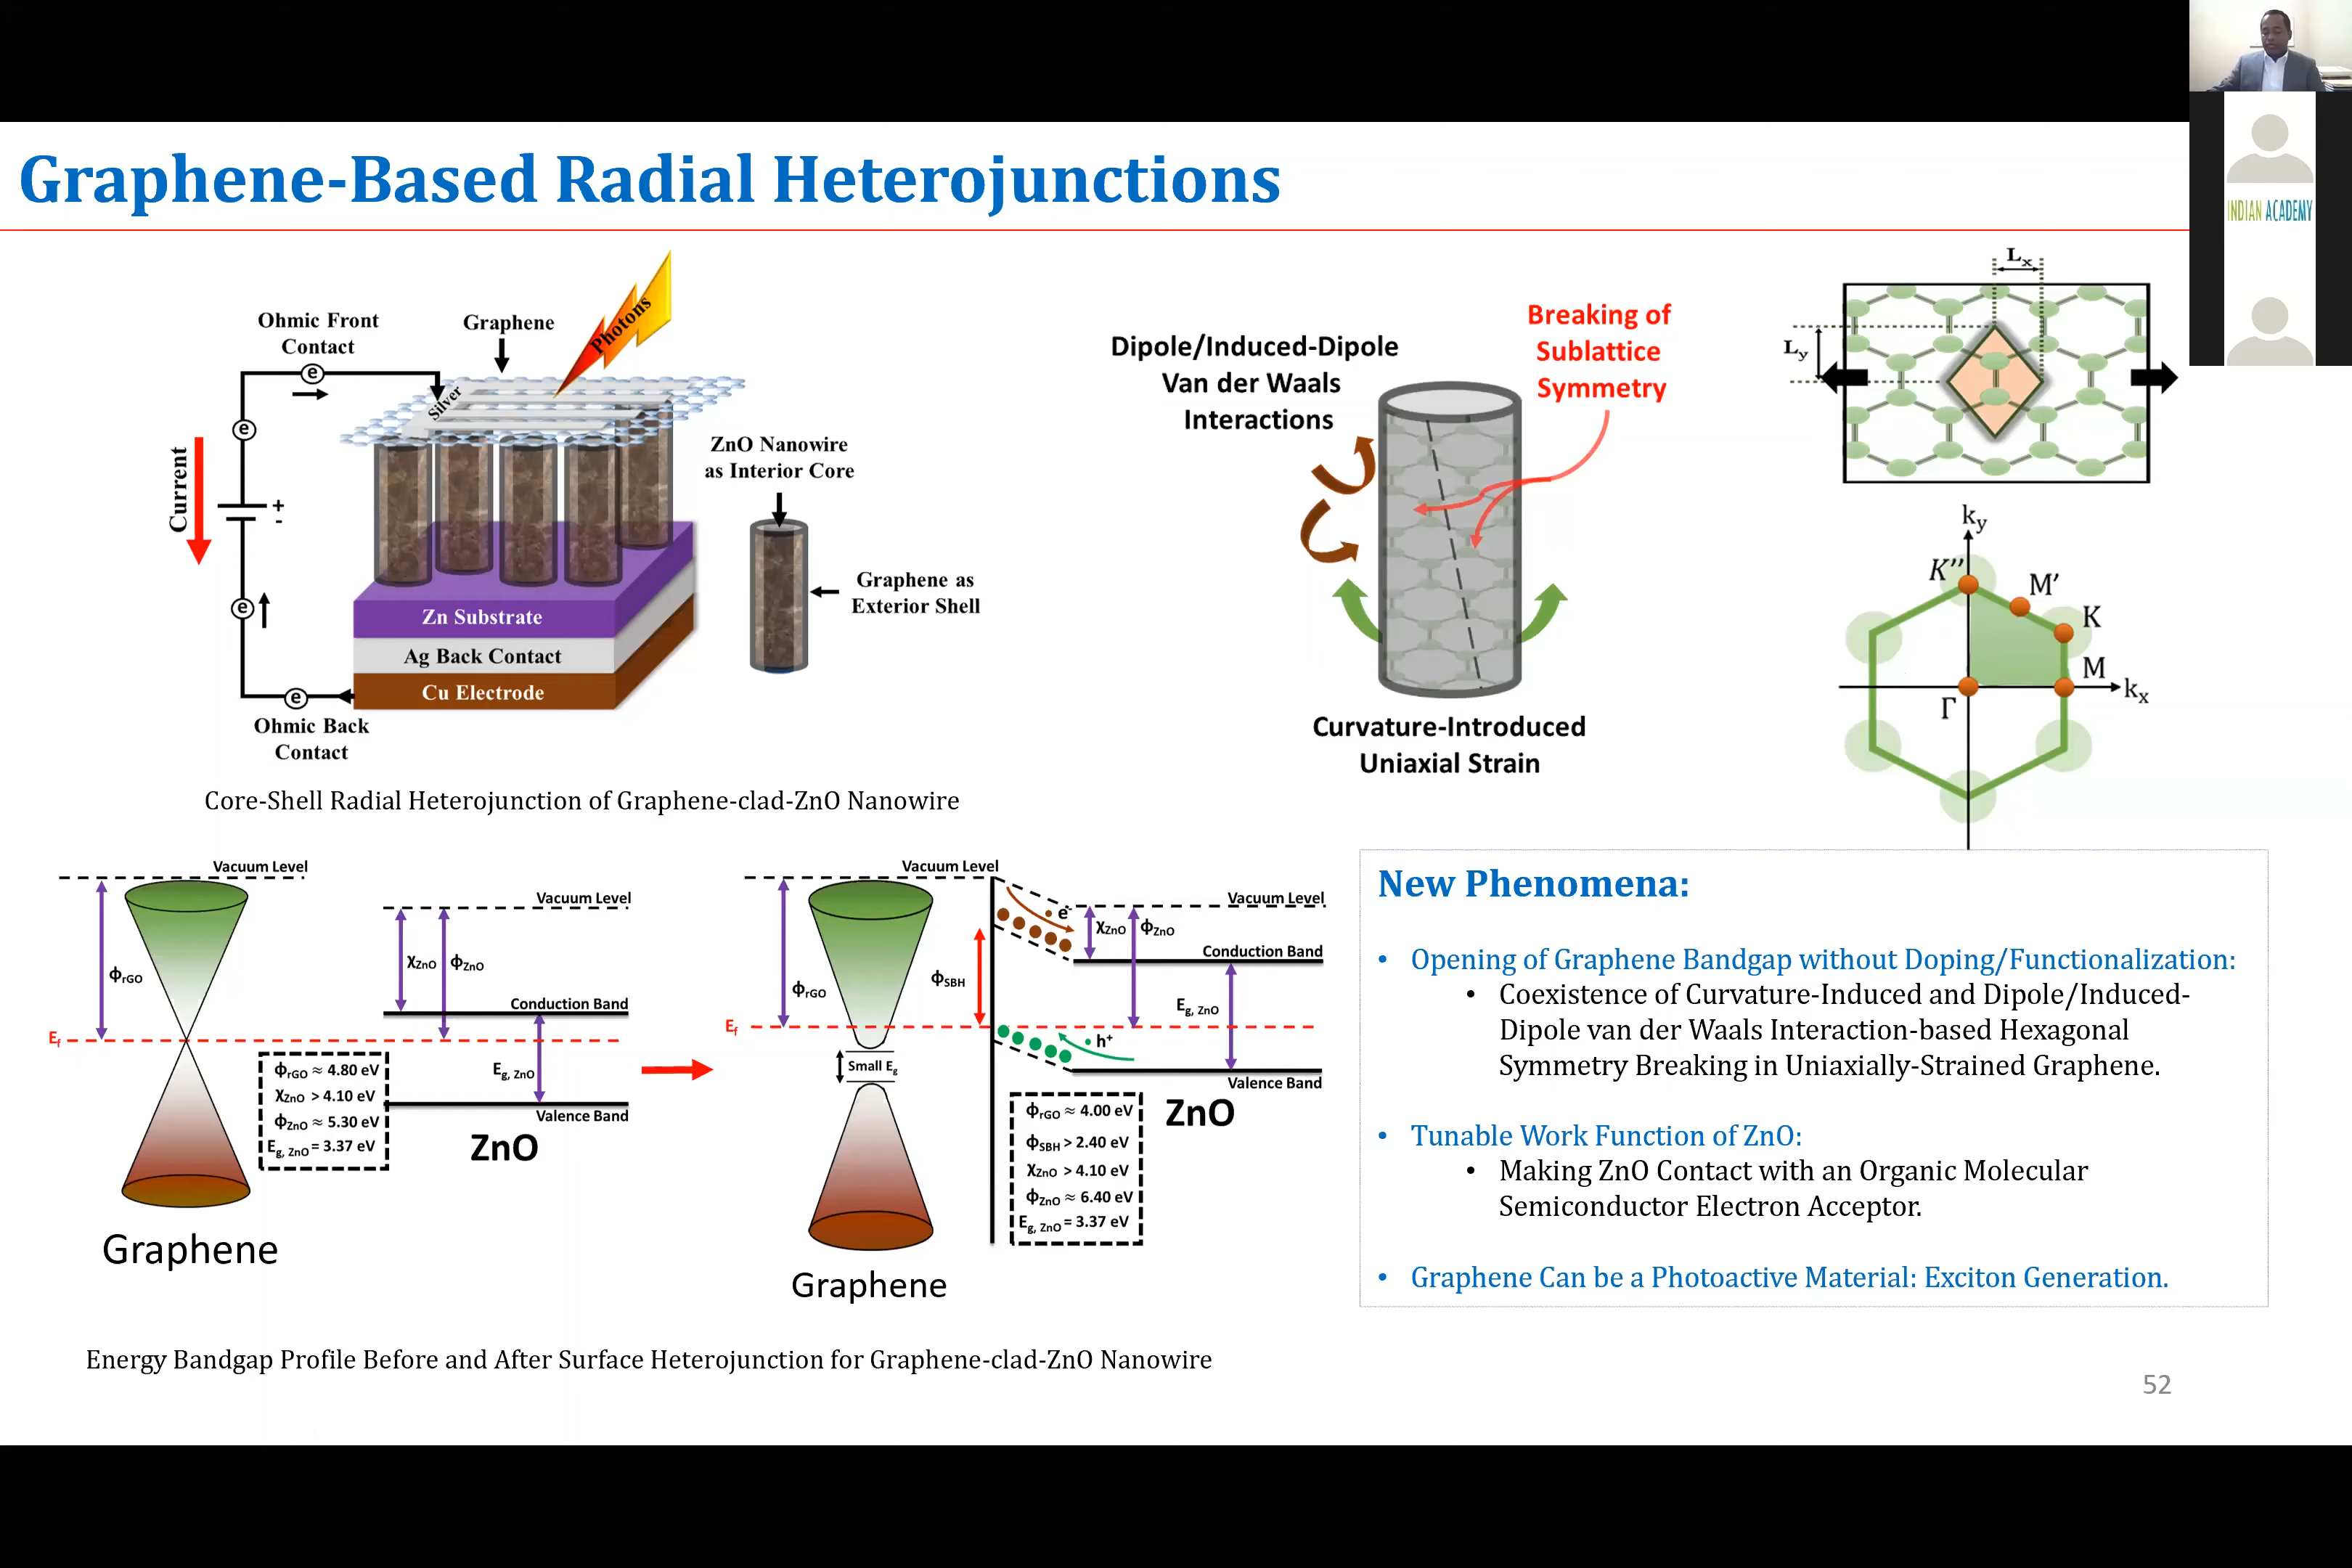 Graphene-Based Radial Heterojunctions
INDIAN ACADEMY
Ohmic Front
Contact
Graphene
Photons
Silver
e
e
Current
+
-
e
e
ZnO Nanowire
as Interior Core
Graphene as
Exterior Shell
Zn Substrate
Ag Back Contact
Cu Electrode
Ohmic Back
Contact
Core-Shell Radial Heterojunction of Graphene-clad-ZnO Nanowire
Dipole/Induced-Dipole
Van der Waals
Interactions
Breaking of
Sublattice
Symmetry
Curvature-Introduced
Uniaxial Strain
Lx
Ly
ky
K''
M'
K
M
kx
Γ
Vacuum Level
ϕrGO
Ef
Vacuum Level
χZnO
ϕZnO
Conduction Band
Eg, ZnO
Valence Band
ϕrGO ≈ 4.80 eV
χZnO > 4.10 eV
ϕZnO ≈ 5.30 eV
Eg, ZnO = 3.37 eV
ZnO
Graphene
Vacuum Level
ϕrGO
Ef
Small Eg
ϕSBH
e-
h+
Vacuum Level
χZnO
ϕZnO
Conduction Band
Eg, ZnO
Valence Band
ϕrGO ≈ 4.00 eV
ϕSBH > 2.40 eV
χZnO > 4.10 eV
ϕZnO ≈ 6.40 eV
Eg, ZnO = 3.37 eV
ZnO
Graphene
Energy Bandgap Profile Before and After Surface Heterojunction for Graphene-clad-ZnO Nanowire
New Phenomena:
• Opening of Graphene Bandgap without Doping/Functionalization:
• Coexistence of Curvature-Induced and Dipole/Induced-
Dipole van der Waals Interaction-based Hexagonal
Symmetry Breaking in Uniaxially-Strained Graphene.
• Tunable Work Function of ZnO:
• Making ZnO Contact with an Organic Molecular
Semiconductor Electron Acceptor.
• Graphene Can be a Photoactive Material: Exciton Generation.
52